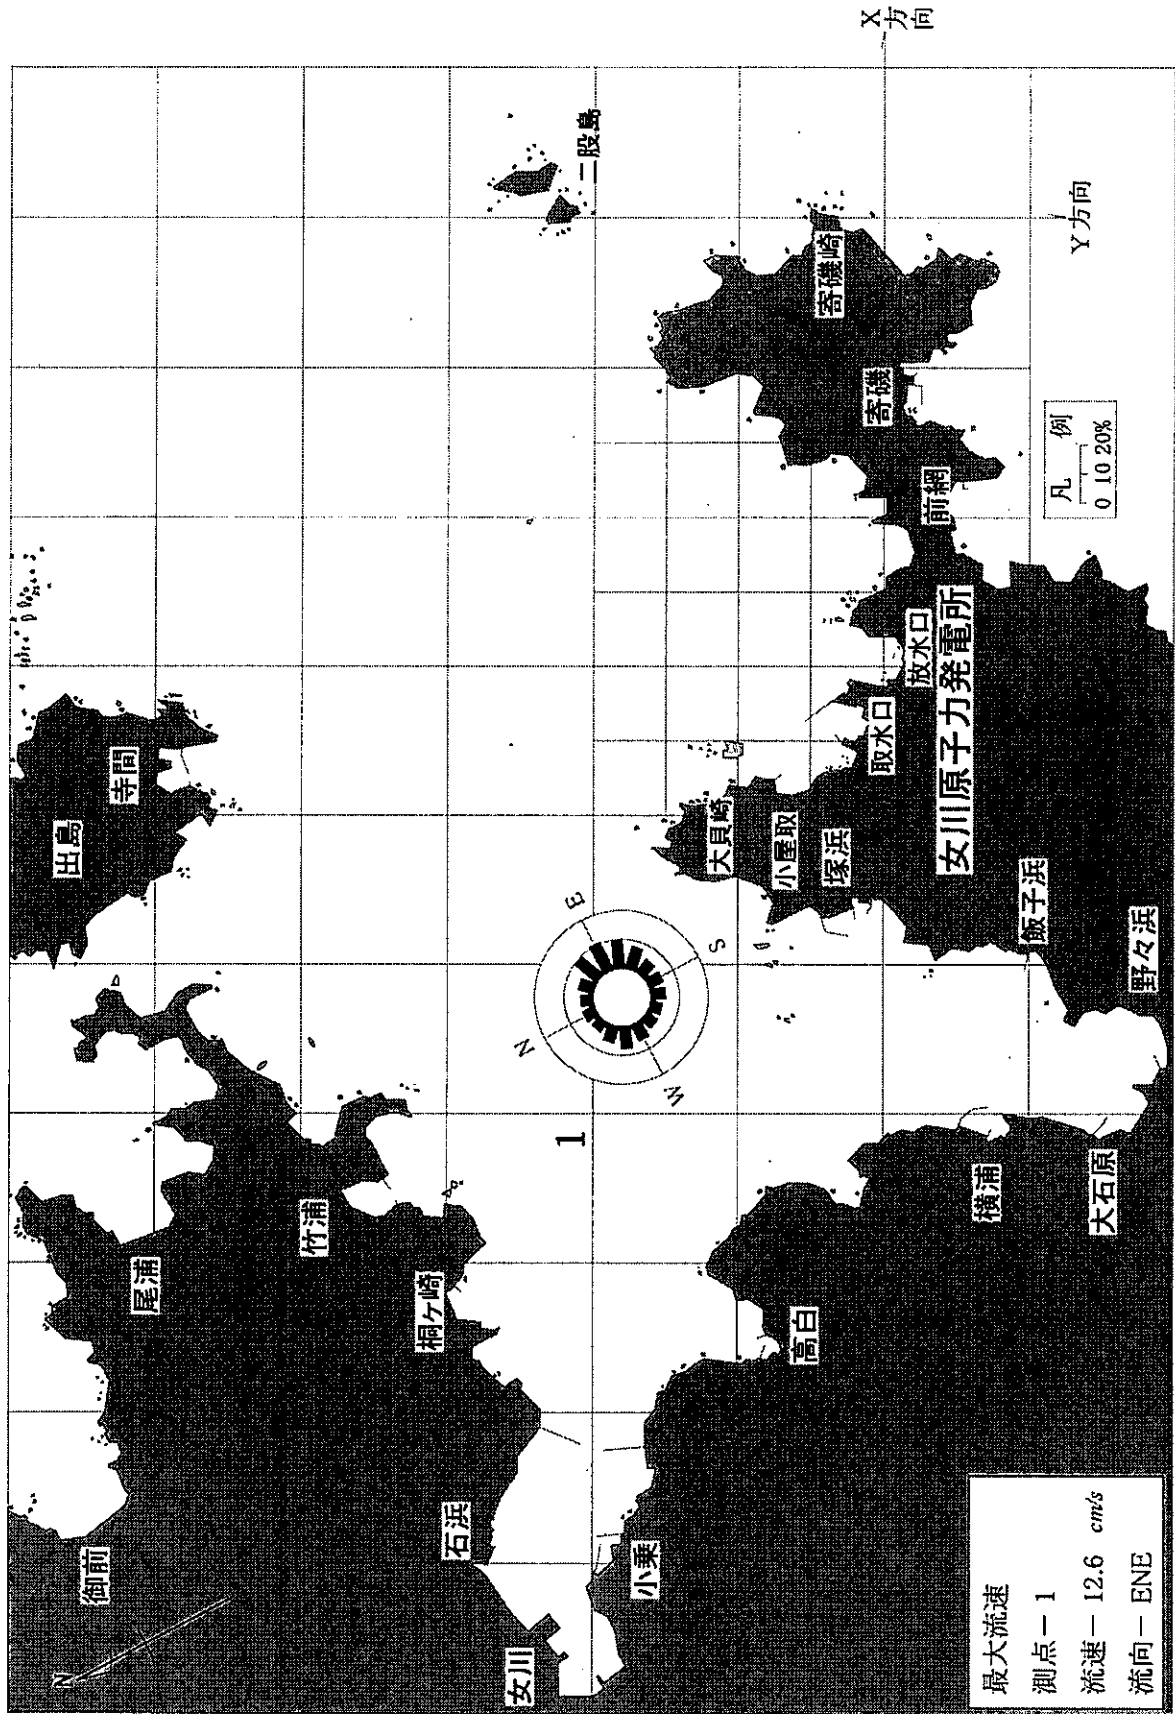 X方向
二股島
Y方向
寄磯崎
寄磯
凡 例
0 10 20%
前網
女川原子力発電所
放水口
取水口
出島
寺間
大貝崎
小屋取
塚浜
飯子浜
野々浜
E
S
N
W
1
竹浦
尾浦
桐ケ崎
横浦
大石原
高白
石浜
御前
小乗
女川
N
最大流速
測点－1
流速－12.6 cm/s
流向－ENE